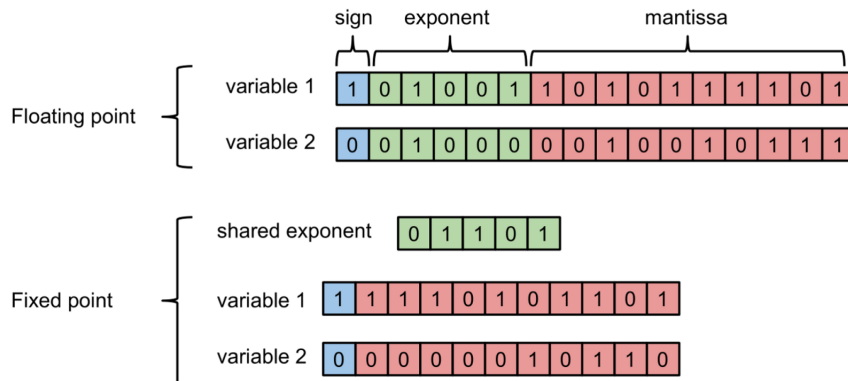 sign exponent mantissa
variable 1 1 0 1 0 0 1 1 0 1 0 1 1 1 1 0 1
Floating point
variable 2 0 0 1 0 0 0 0 0 1 0 0 1 0 1 1 1
shared exponent 0 1 1 0 1
variable 1 1 1 1 1 0 1 0 1 1 0 1
Fixed point
variable 2 0 0 0 0 0 0 1 0 1 1 0